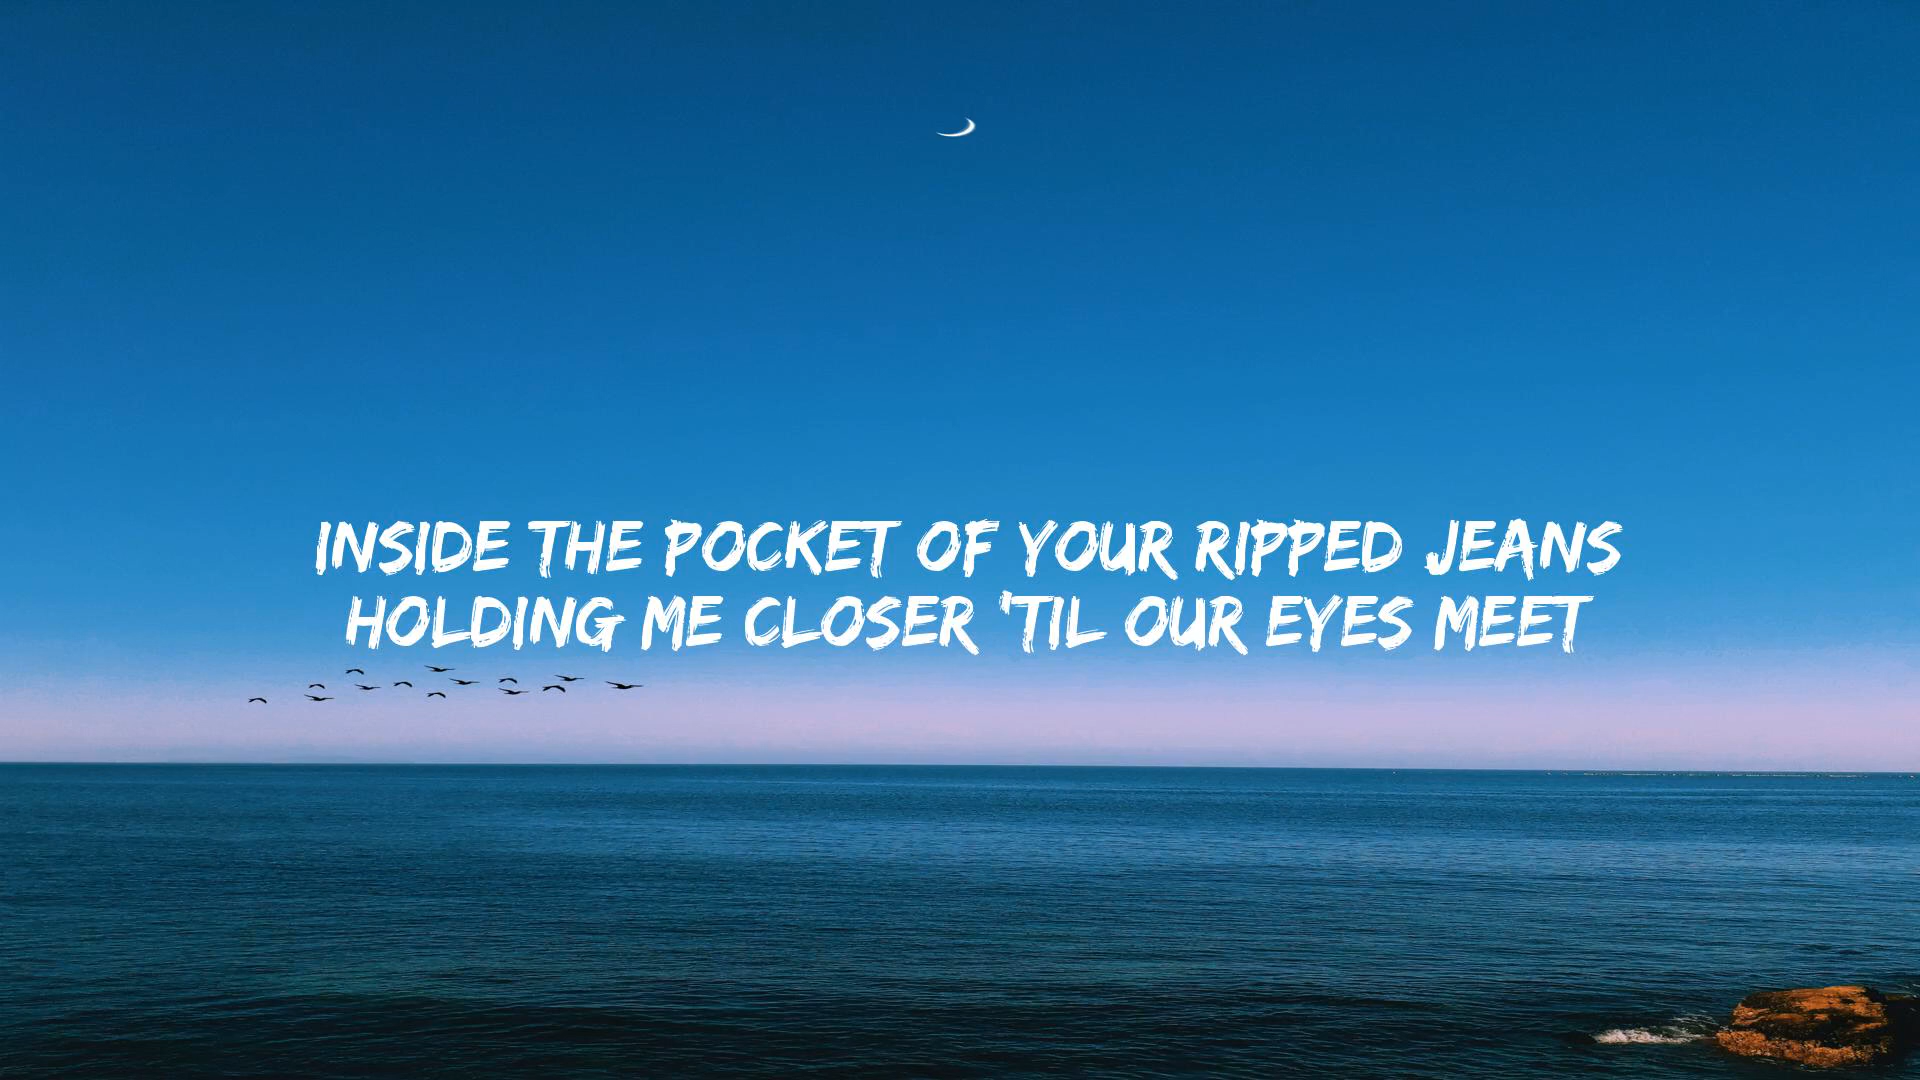 INSIDE THE POCKET OF YOUR RIPPED JEANS
HOLDING ME CLOSER 'TIL OUR EYES MEET